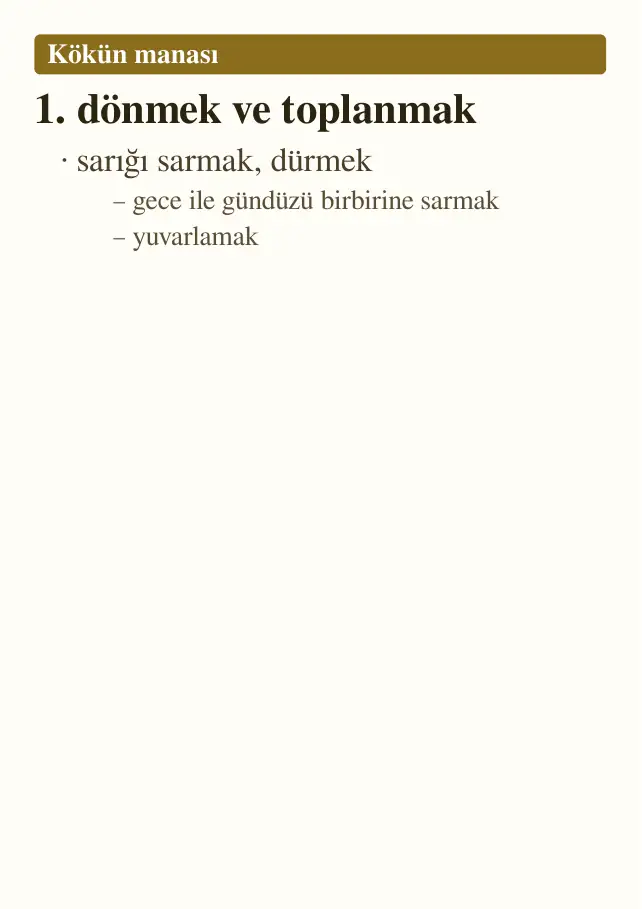 Kökün manası
1. dönmek ve toplanmak
· sarığı sarmak, dürmek
– gece ile gündüzü birbirine sarmak
– yuvarlamak